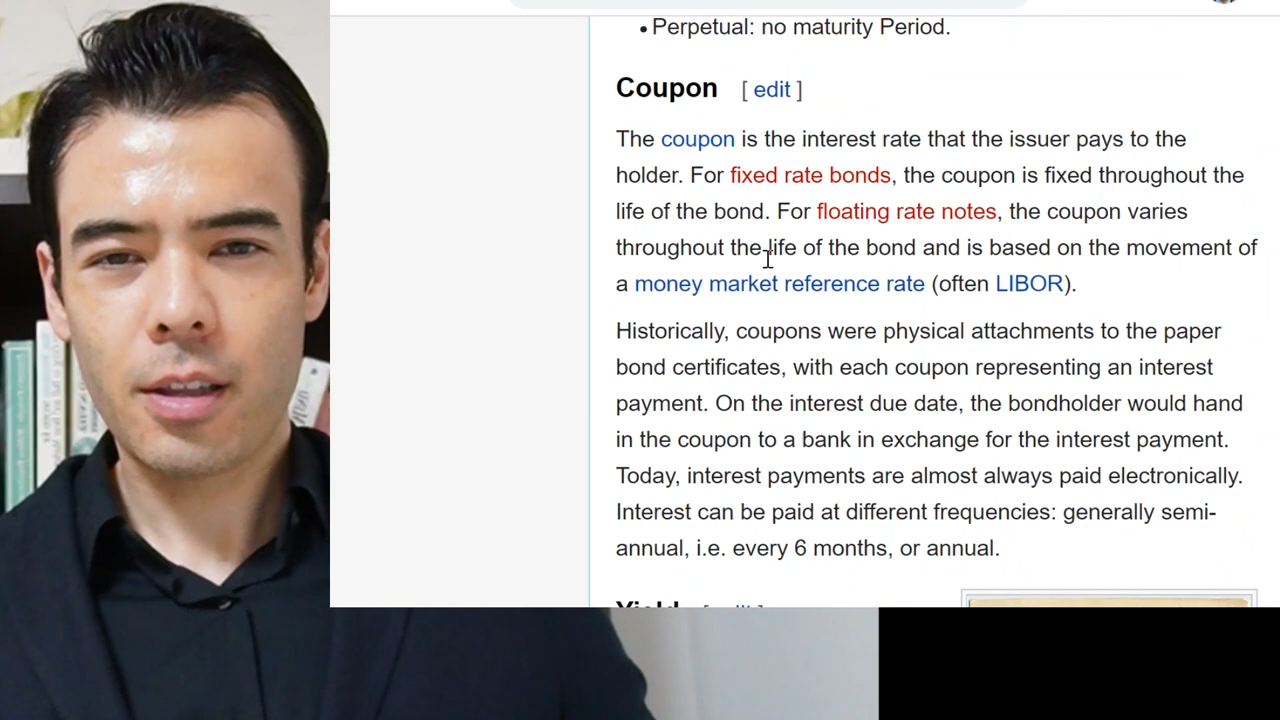 • Perpetual: no maturity Period.
Coupon [ edit ]
The coupon is the interest rate that the issuer pays to the
holder. For fixed rate bonds, the coupon is fixed throughout the
life of the bond. For floating rate notes, the coupon varies
throughout the life of the bond and is based on the movement of
a money market reference rate (often LIBOR).
Historically, coupons were physical attachments to the paper
bond certificates, with each coupon representing an interest
payment. On the interest due date, the bondholder would hand
in the coupon to a bank in exchange for the interest payment.
Today, interest payments are almost always paid electronically.
Interest can be paid at different frequencies: generally semi-
annual, i.e. every 6 months, or annual.
Yield [ edit ]